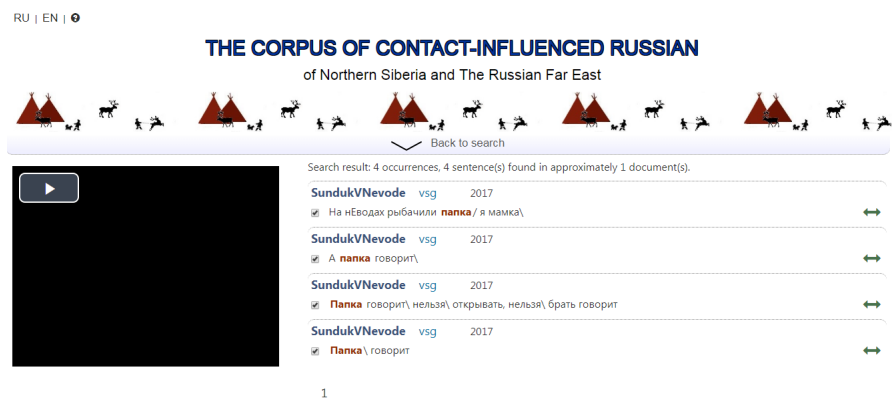 RU | EN | ?
THE CORPUS OF CONTACT-INFLUENCED RUSSIAN
of Northern Siberia and The Russian Far East
Back to search
Search result: 4 occurrences, 4 sentence(s) found in approximately 1 document(s).
SundukVNevode vsg 2017
На нЕводах рыбачили папка/ я мамка\
SundukVNevode vsg 2017
А папка говорит\
SundukVNevode vsg 2017
Папка говорит\ нельзя\ открывать, нельзя\ брать говорит
SundukVNevode vsg 2017
Папка\ говорит
1